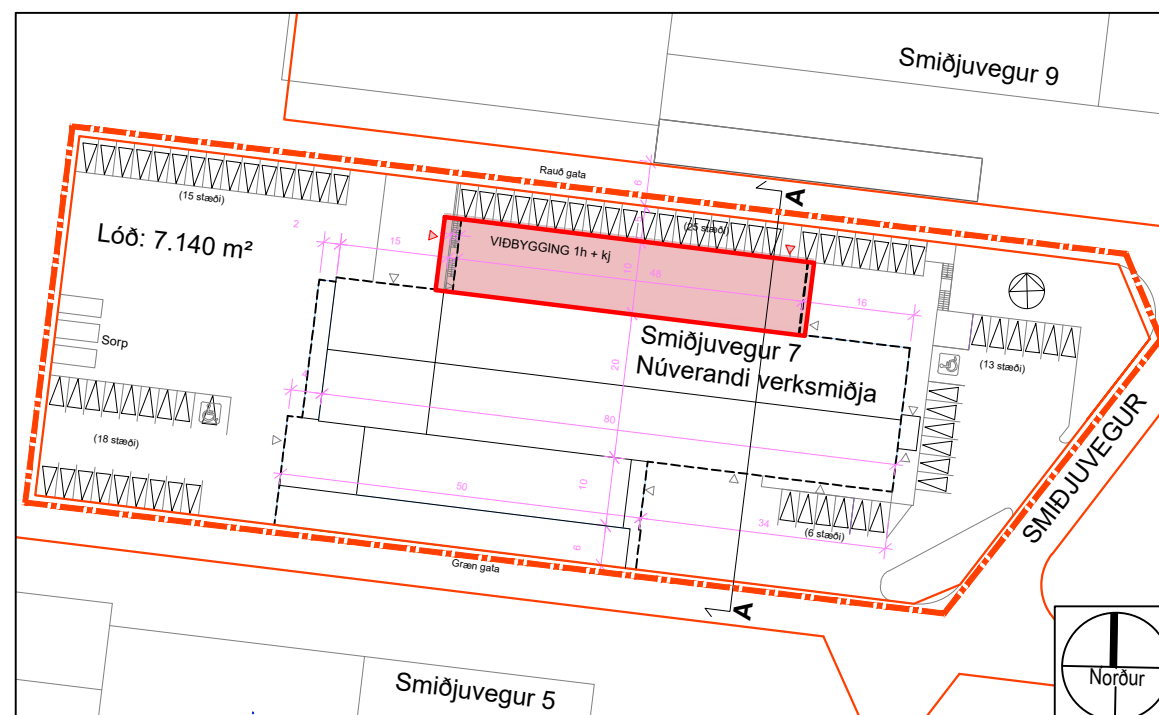 Smiðjuvegur 9
Rauð gata
(15 stæði)
(25 stæði)
6
A
Lóð: 7.140 m²
2
15
VIÐBYGGING 1h + kj
10
48
16
Sorp
Smiðjuvegur 7
Núverandi verksmiðja
(13 stæði)
20
80
(18 stæði)
SMIÐJUVEGUR
50
10
34
(6 stæði)
6
Græn gata
A
Smiðjuvegur 5
Norður